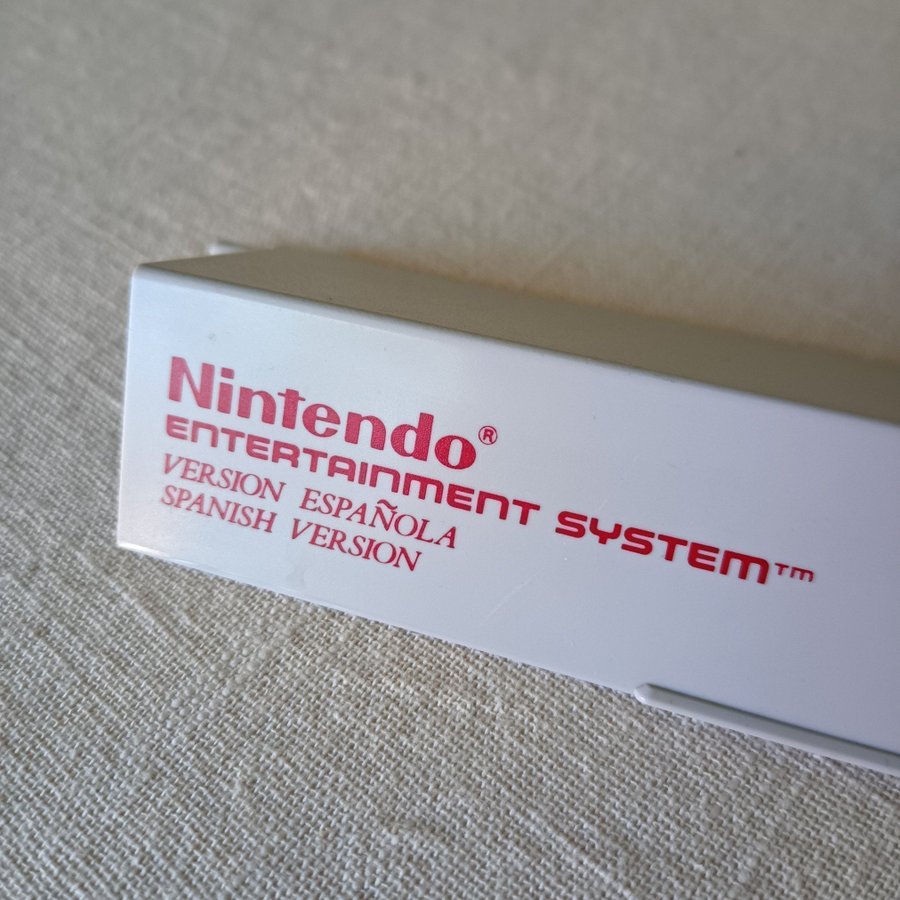 Nintendo®
ENTERTAINMENT SYSTEM™
VERSION ESPAÑOLA
SPANISH VERSION